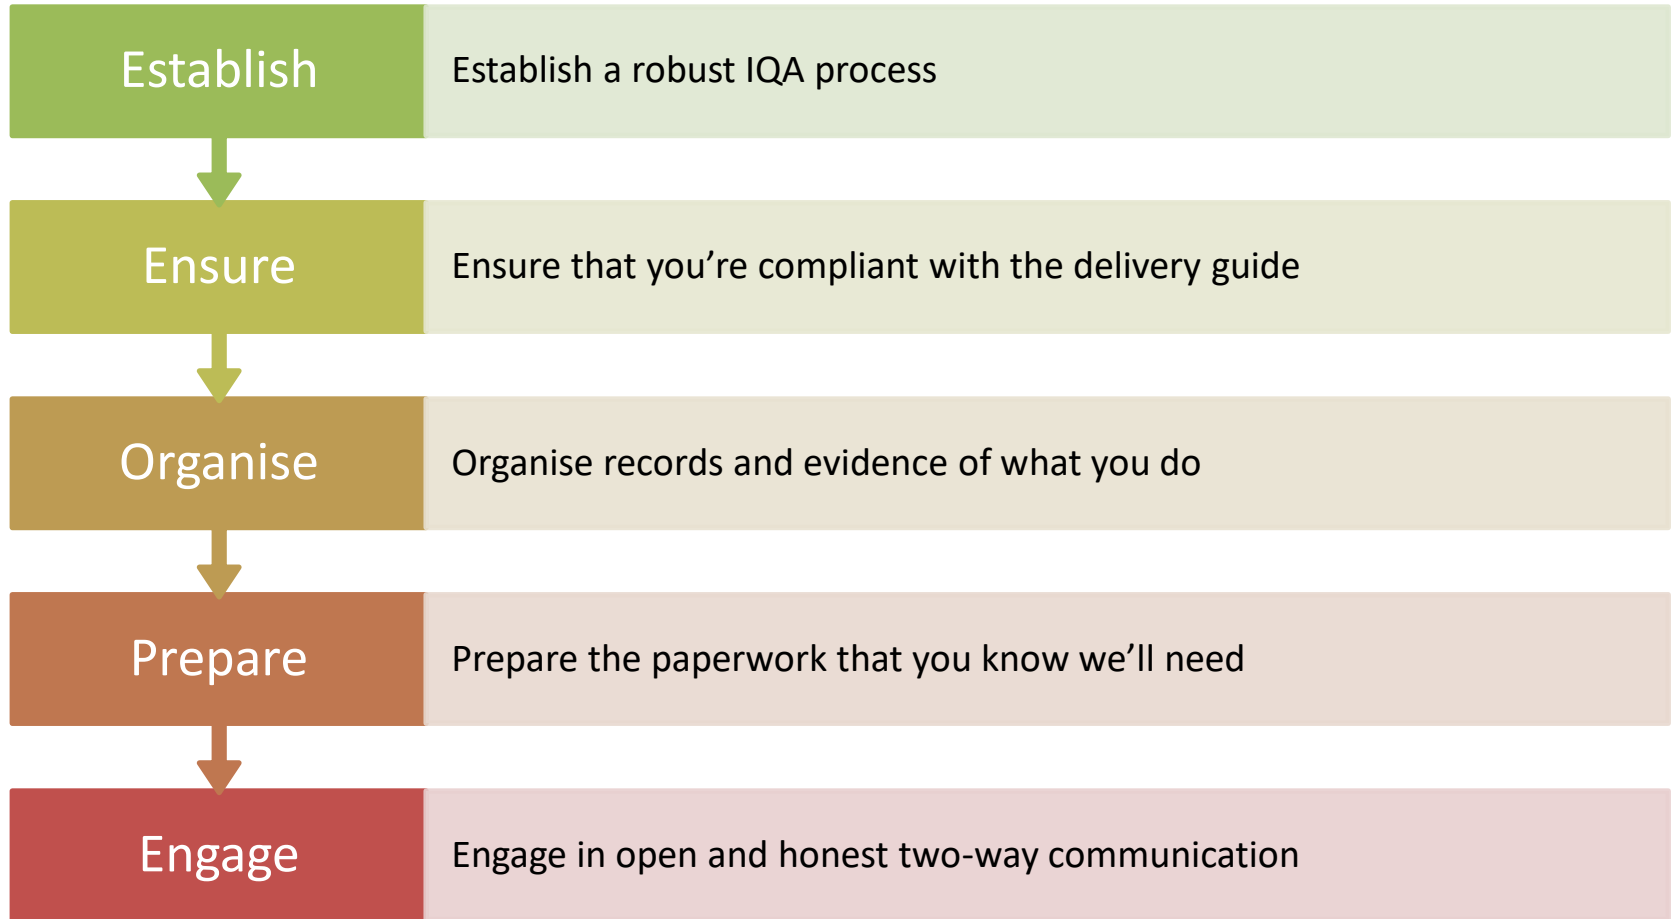 Establish
Establish a robust IQA process
Ensure
Ensure that you’re compliant with the delivery guide
Organise
Organise records and evidence of what you do
Prepare
Prepare the paperwork that you know we’ll need
Engage
Engage in open and honest two-way communication